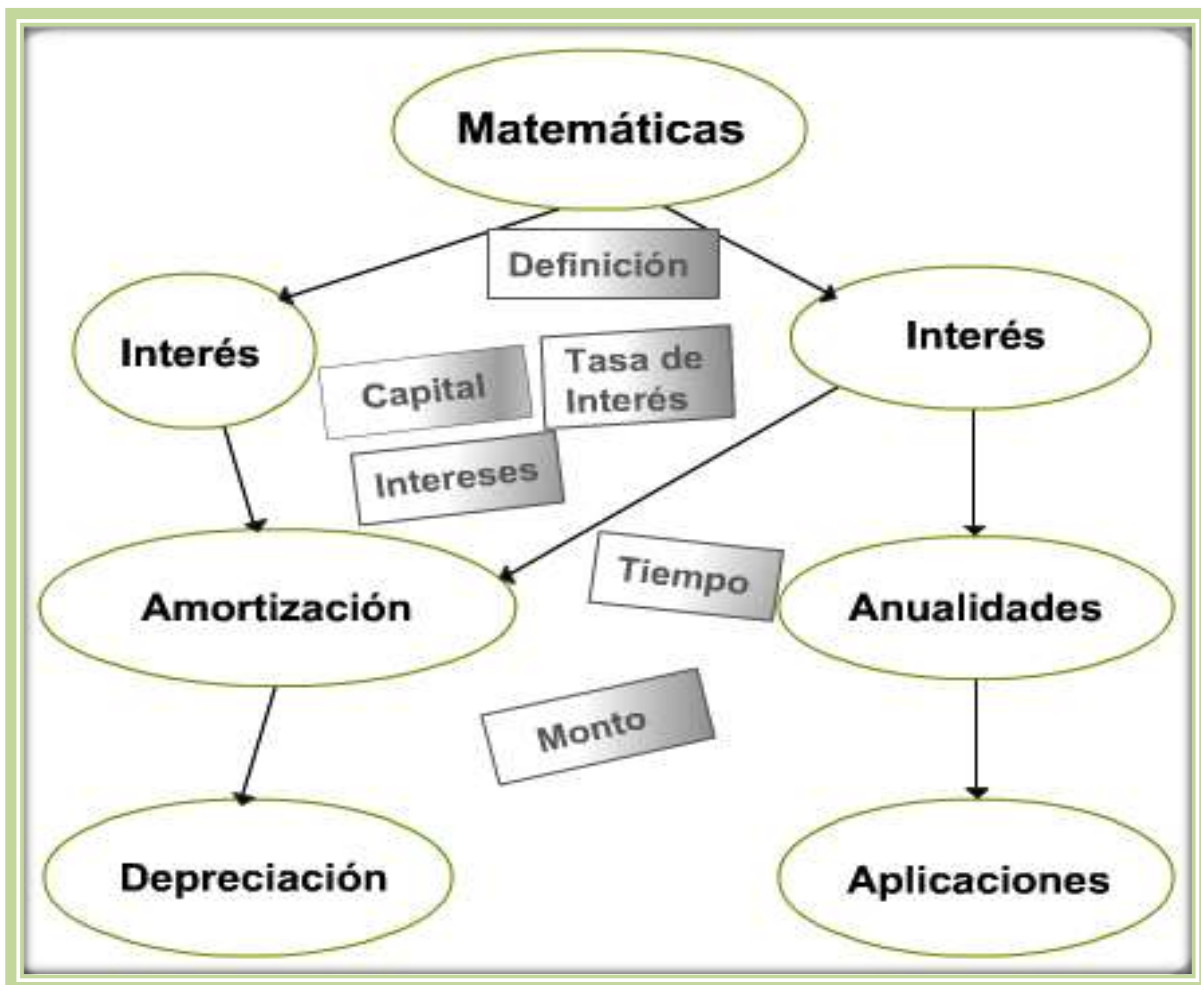 Matemáticas
Definición
Interés
Interés
Capital
Tasa de
Interés
Intereses
Tiempo
Amortización
Anualidades
Monto
Depreciación
Aplicaciones